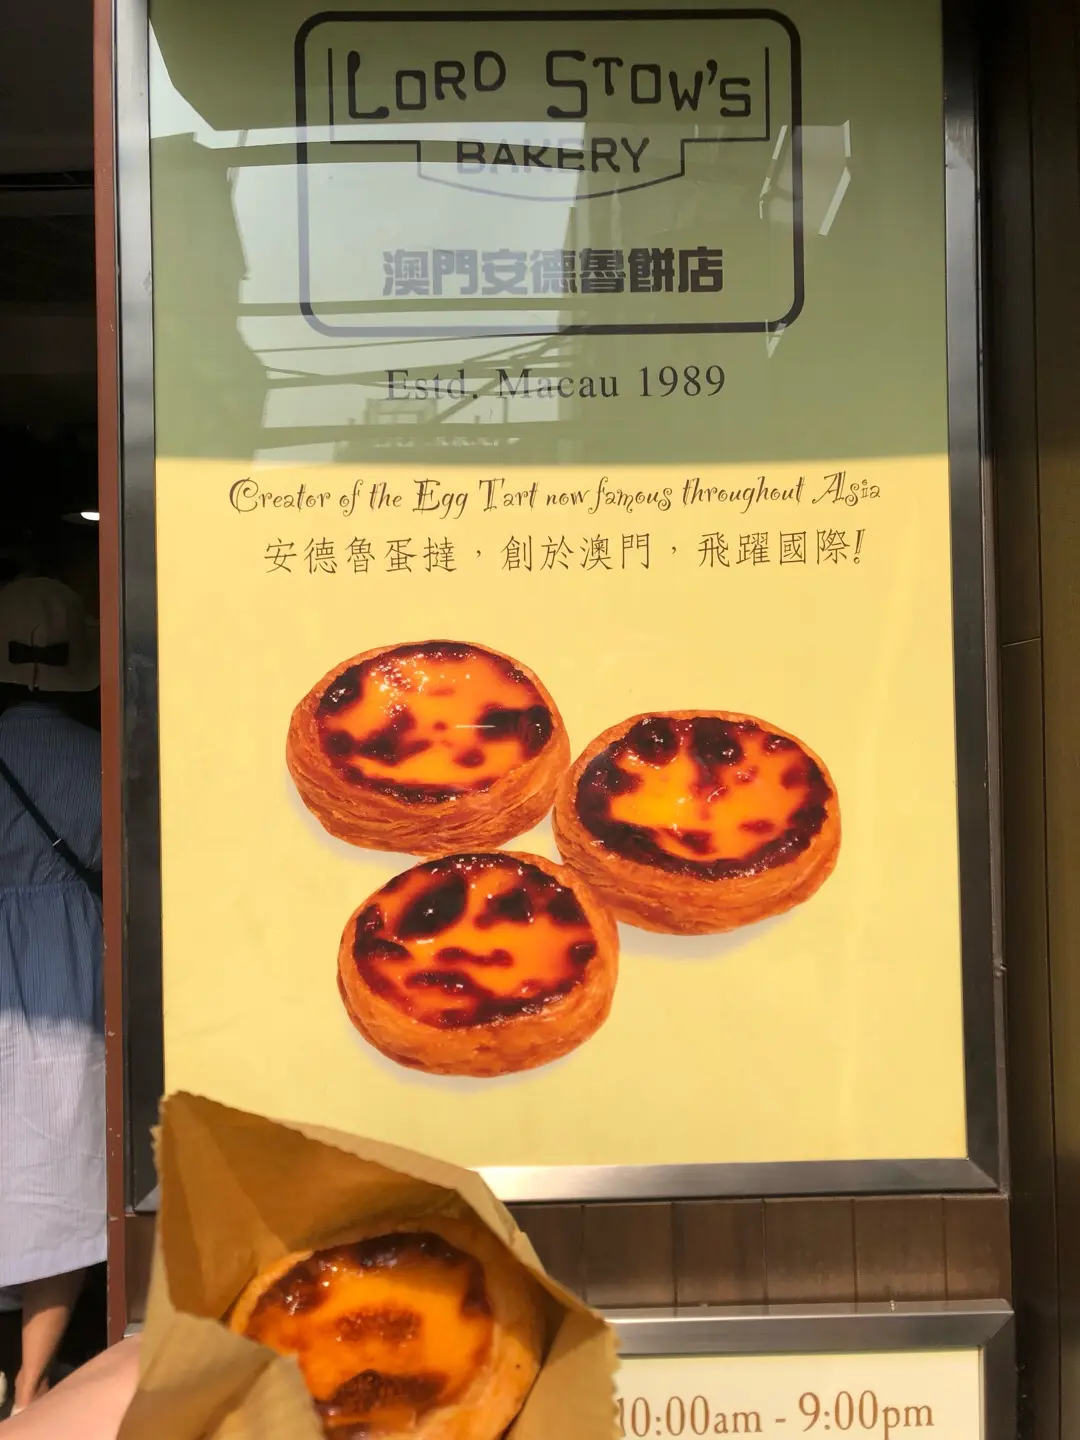 LORD STOW'S
BAKERY
澳門安德魯餅店
Estd. Macau 1989
Creator of the Egg Tart now famous throughout Asia
安德魯蛋撻，創於澳門，飛躍國際!
10:00am - 9:00pm